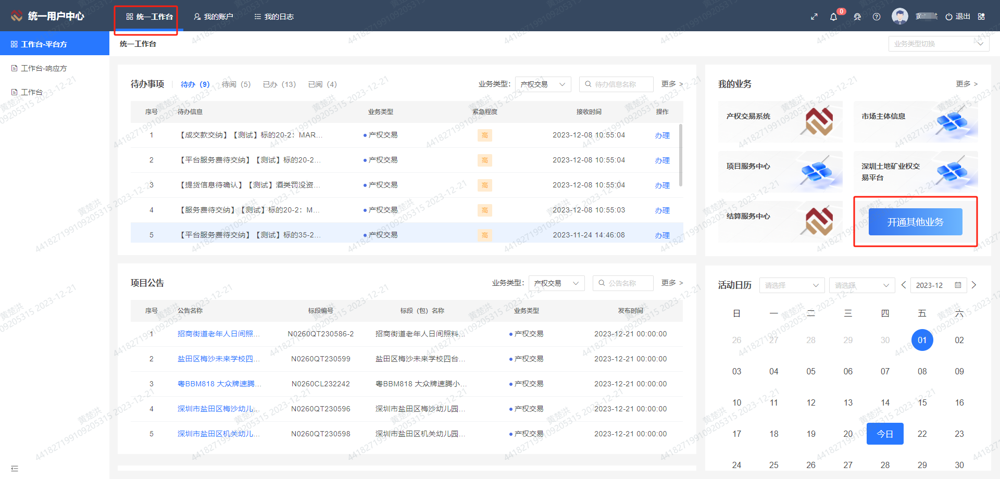 统一用户中心 统一工作台 我的账户 我的日志 0 退出
工作台-平台方
工作台-响应方
工作台
统一工作台 业务类型切换
待办事项 待办（9） 待阅（5） 已办（13） 已阅（4） 业务类型： 产权交易 待办信息名称 更多 >
序号 待办信息 业务类型 紧急程度 接收时间 操作
1 【成交款交纳】【测试】标的20-2：MAR... 产权交易 高 2023-12-08 10:55:04 办理
2 【平台服务费待交纳】【测试】标的20-2... 产权交易 高 2023-12-08 10:55:04 办理
3 【提货信息待确认】【测试】酒类罚没资... 产权交易 高 2023-12-08 10:55:04 办理
4 【服务费待交纳】【测试】标的20-2：M... 产权交易 高 2023-12-08 10:55:03 办理
5 【平台服务费待交纳】【测试】标的35-2... 产权交易 高 2023-11-24 14:46:08 办理
我的业务 更多 >
产权交易系统 市场主体信息
项目服务中心 深圳土地矿业权交
易平台
结算服务中心 开通其他业务
项目公告 业务类型： 产权交易 公告名称 更多 >
序号 公告名称 标段编号 标段（包）名称 业务类型 发布时间
1 招商街道老年人日间照... N0260QT230586-2 招商街道老年人日间照料... 产权交易 2023-12-21 00:00:00
2 盐田区梅沙未来学校四... N0260QT230599 盐田区梅沙未来学校四台... 产权交易 2023-12-21 00:00:00
3 粤BBM818 大众牌速腾... N0260CL232242 粤BBM818 大众牌速腾小... 产权交易 2023-12-21 00:00:00
4 深圳市盐田区梅沙幼儿... N0260QT230596 深圳市盐田区梅沙幼儿园... 产权交易 2023-12-21 00:00:00
5 深圳市盐田区机关幼儿... N0260QT230598 深圳市盐田区机关幼儿园... 产权交易 2023-12-21 00:00:00
活动日历 请选择 请选择 < 2023-12 >
日 一 二 三 四 五 六
26 27 28 29 30 01 02
03 04 05 06 07 08 09
10 11 12 13 14 15 16
17 18 19 20 今日 22 23
24 25 26 27 28 29 30
黄楚洪
441827199109205315 2023-12-21